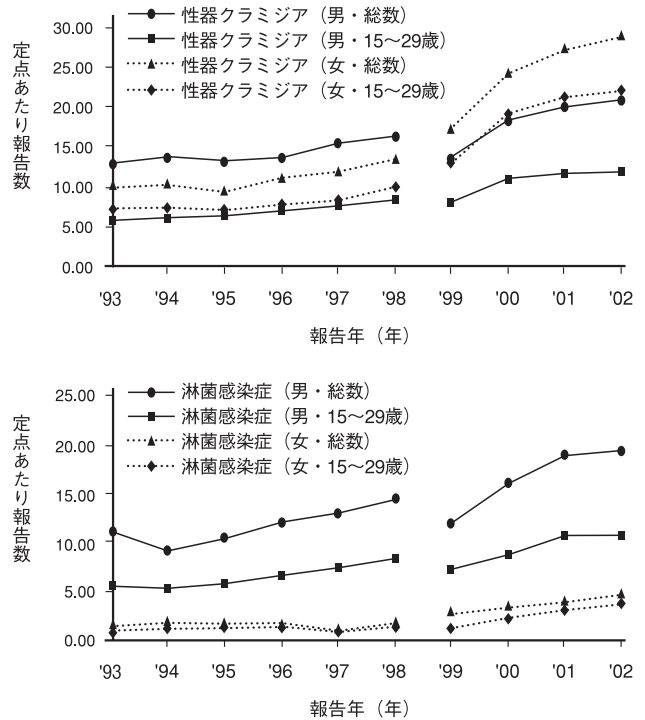 定点あたり報告数
30.00
25.00
20.00
15.00
10.00
5.00
0.00
性器クラミジア（男・総数）
性器クラミジア（男・15〜29歳）
性器クラミジア（女・総数）
性器クラミジア（女・15〜29歳）
'93 '94 '95 '96 '97 '98 '99 '00 '01 '02
報告年（年）
定点あたり報告数
25.00
20.00
15.00
10.00
5.00
0.00
淋菌感染症（男・総数）
淋菌感染症（男・15〜29歳）
淋菌感染症（女・総数）
淋菌感染症（女・15〜29歳）
'93 '94 '95 '96 '97 '98 '99 '00 '01 '02
報告年（年）